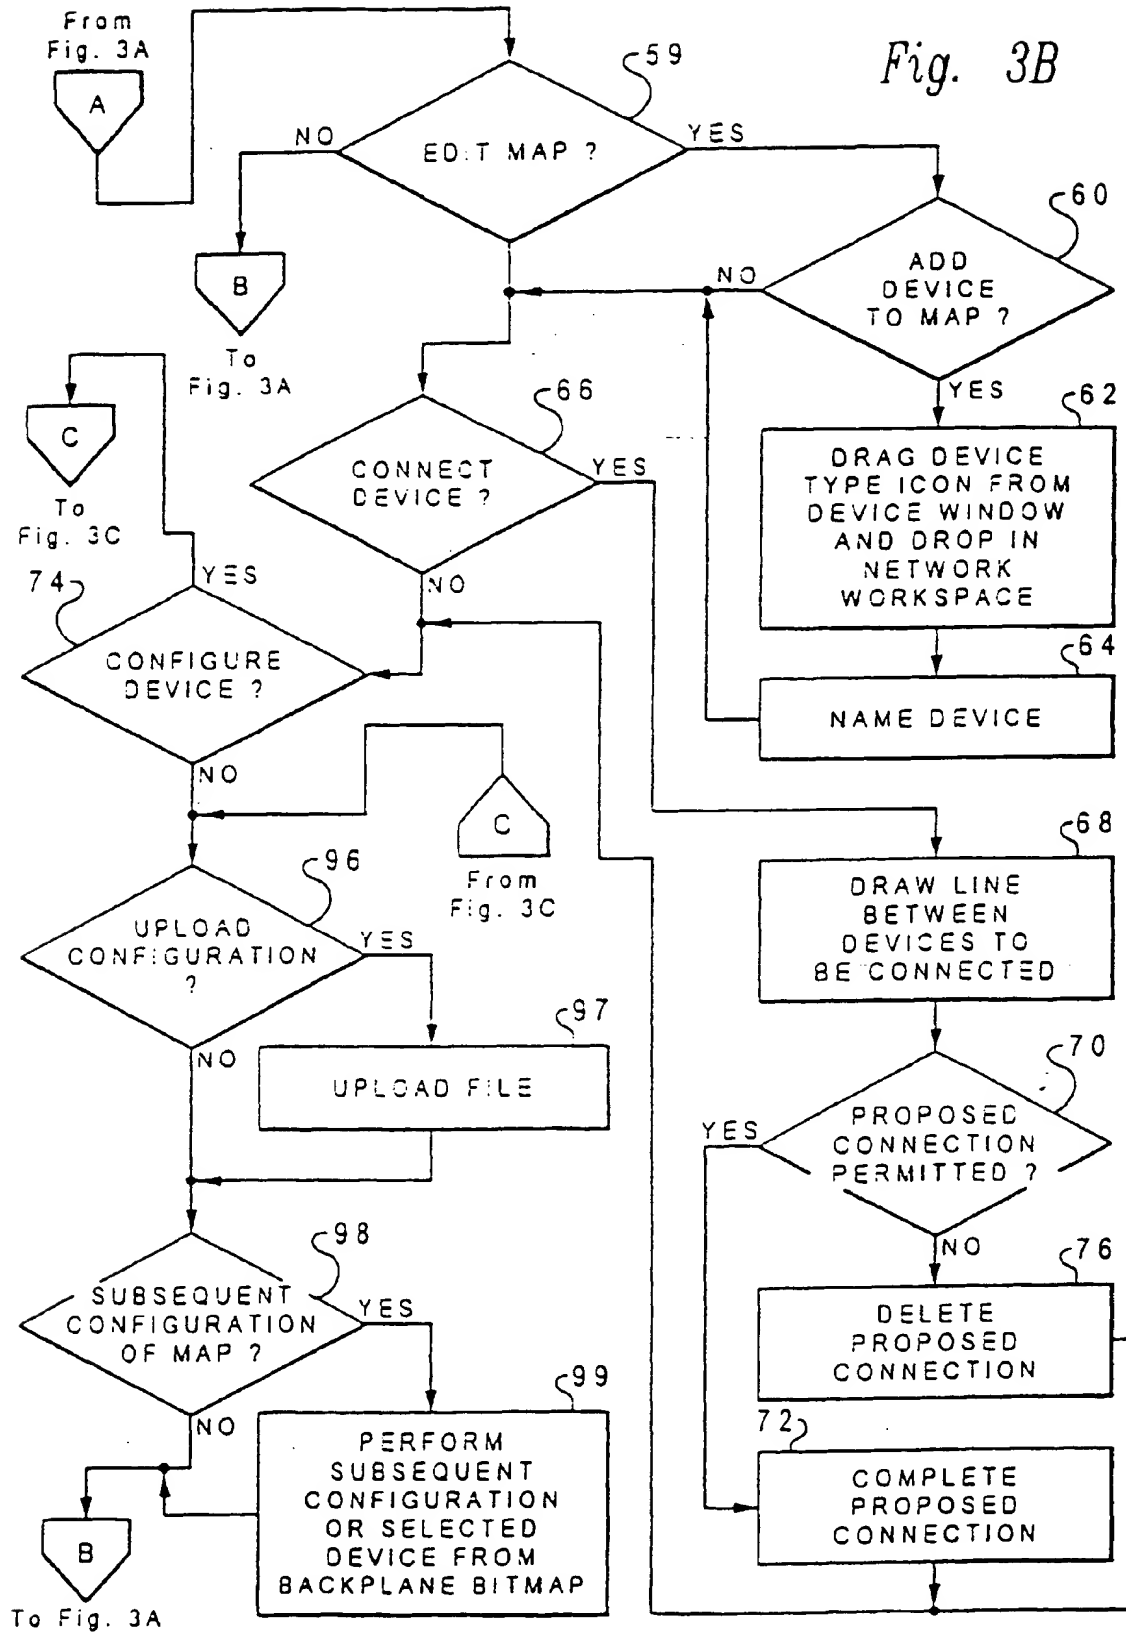 From
Fig. 3A
A
Fig. 3B
59
EDIT MAP ?
NO
YES
B
To
Fig. 3A
60
ADD
DEVICE
TO MAP ?
NO
YES
62
DRAG DEVICE
TYPE ICON FROM
DEVICE WINDOW
AND DROP IN
NETWORK
WORKSPACE
64
NAME DEVICE
C
To
Fig. 3C
66
CONNECT
DEVICE ?
YES
NO
74
YES
CONFIGURE
DEVICE ?
NO
C
From
Fig. 3C
68
DRAW LINE
BETWEEN
DEVICES TO
BE CONNECTED
96
UPLOAD
CONFIGURATION
?
YES
NO
97
UPLOAD FILE
70
PROPOSED
CONNECTION
PERMITTED ?
YES
NO
76
DELETE
PROPOSED
CONNECTION
72
COMPLETE
PROPOSED
CONNECTION
98
SUBSEQUENT
CONFIGURATION
OF MAP ?
YES
NO
99
PERFORM
SUBSEQUENT
CONFIGURATION
OR SELECTED
DEVICE FROM
BACKPLANE BITMAP
B
To Fig. 3A